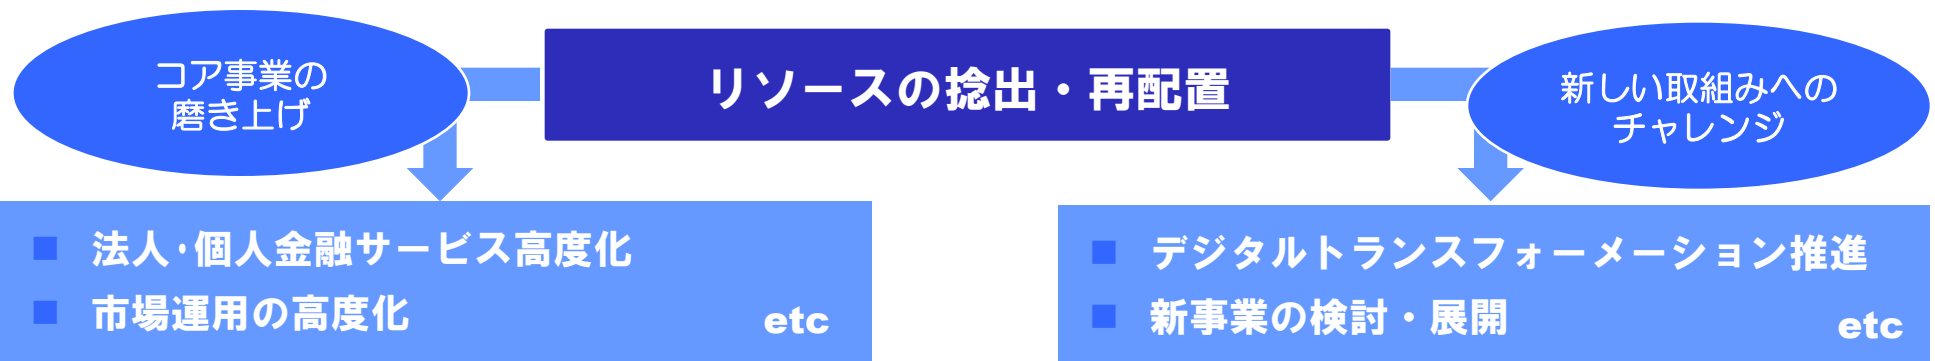 コア事業の
磨き上げ
リソースの捻出・再配置
新しい取組みへの
チャレンジ
法人・個人金融サービス高度化
市場運用の高度化
etc
デジタルトランスフォーメーション推進
新事業の検討・展開
etc